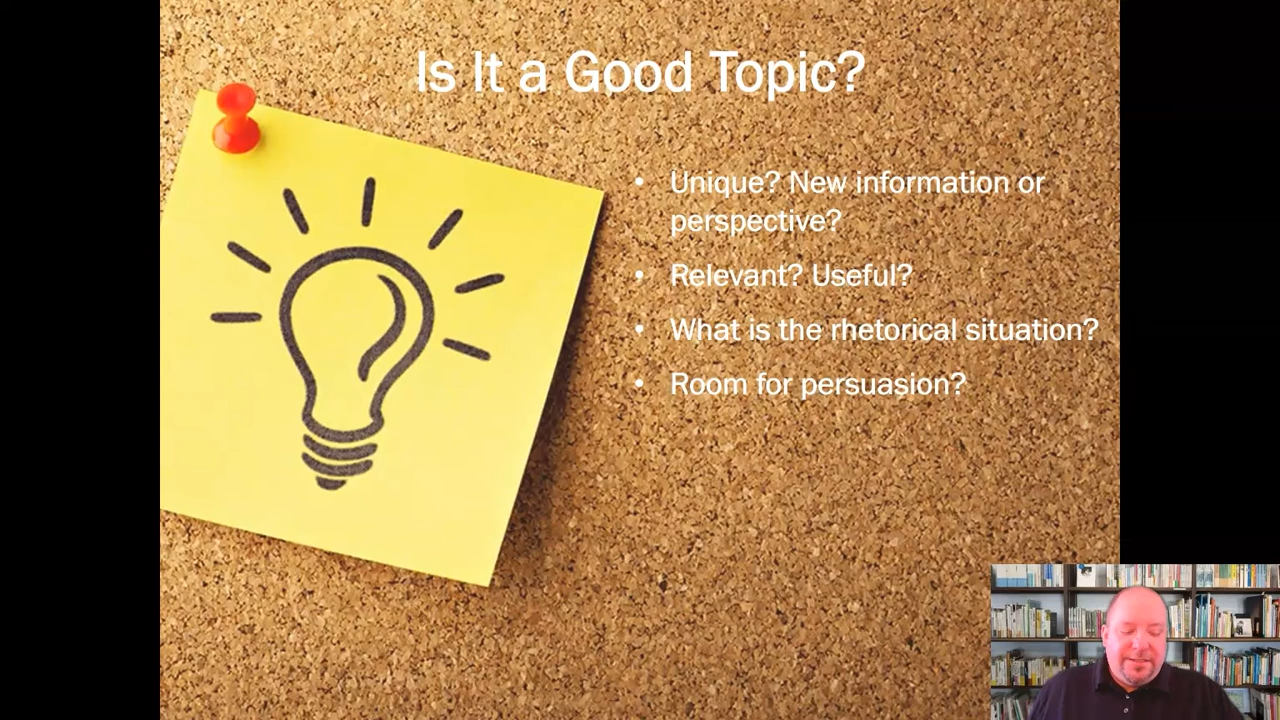 Is It a Good Topic?
• Unique? New information or
perspective?
• Relevant? Useful?
• What is the rhetorical situation?
• Room for persuasion?